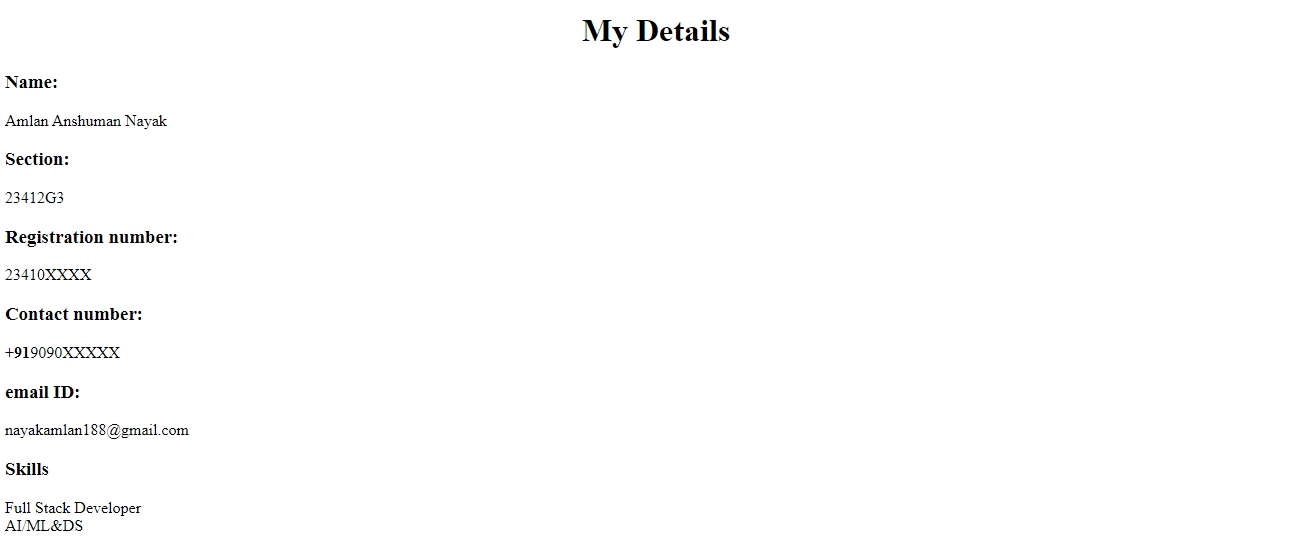 My Details
Name:
Amlan Anshuman Nayak
Section:
23412G3
Registration number:
23410XXXX
Contact number:
+919090XXXXX
email ID:
nayakamlan188@gmail.com
Skills
Full Stack Developer
AI/ML&DS